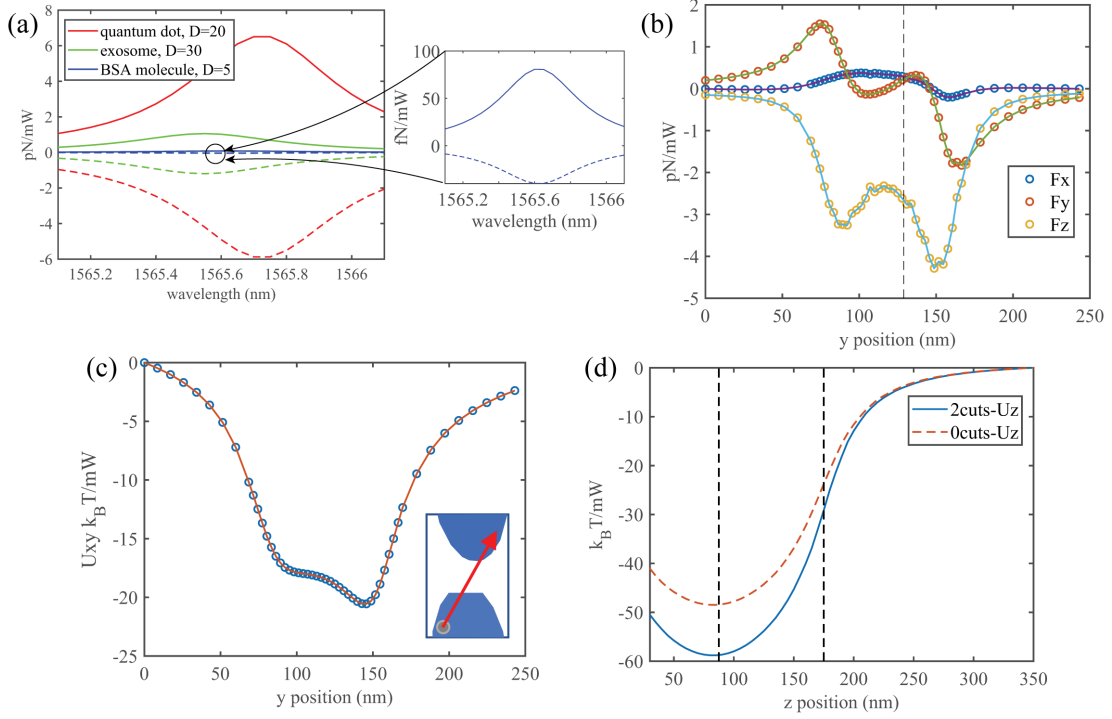 (a)
quantum dot, D=20
exosome, D=30
BSA molecule, D=5
8
6
4
2
0
-2
-4
-6
pN/mW
1565.2
1565.4
1565.6
1565.8
1566
wavelength (nm)
100
50
0
fN/mW
1565.2
1565.6
1566
wavelength (nm)
(b)
2
1
0
-1
-2
-3
-4
-5
pN/mW
Fx
Fy
Fz
0
50
100
150
200
250
y position (nm)
(c)
0
-5
-10
-15
-20
-25
Uxy k_BT/mW
0
50
100
150
200
250
y position (nm)
(d)
0
-10
-20
-30
-40
-50
-60
k_BT/mW
2cuts-Uz
0cuts-Uz
50
100
150
200
250
300
350
z position (nm)